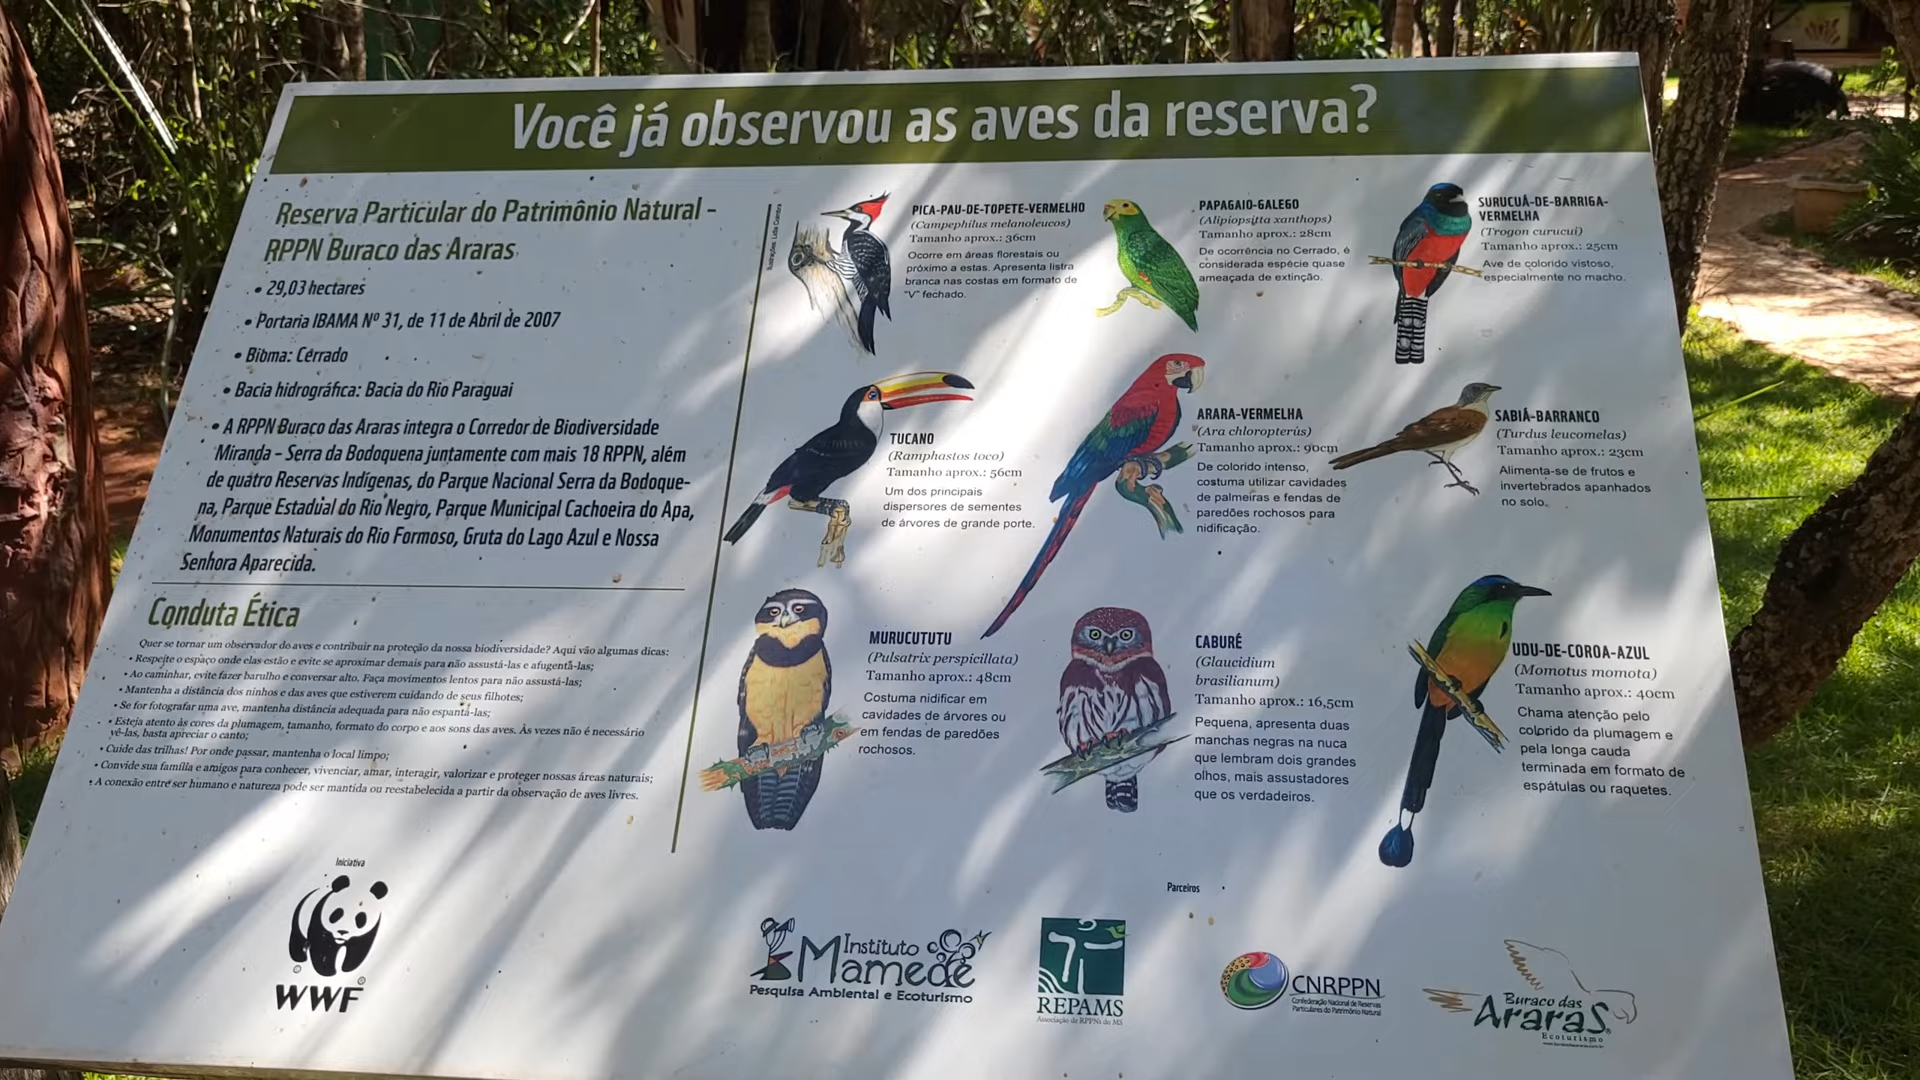 Você já observou as aves da reserva?
Reserva Particular do Patrimônio Natural -
RPPN Buraco das Araras
• 29,03 hectares
• Portaria IBAMA Nº 31, de 11 de Abril de 2007
• Bioma: Cerrado
• Bacia hidrográfica: Bacia do Rio Paraguai
• A RPPN Buraco das Araras integra o Corredor de Biodiversidade
Miranda - Serra da Bodoquena juntamente com mais 18 RPPN, além
de quatro Reservas Indígenas, do Parque Nacional Serra da Bodoque-
na, Parque Estadual do Rio Negro, Parque Municipal Cachoeira do Apa,
Monumentos Naturais do Rio Formoso, Gruta do Lago Azul e Nossa
Senhora Aparecida.
Conduta Ética
Quer se tornar um observador de aves e contribuir na proteção da nossa biodiversidade? Aqui vão algumas dicas:
• Respeite o espaço onde elas estão e evite se aproximar demais para não assustá-las e afugentá-las;
• Ao caminhar, evite fazer barulho e conversar alto. Faça movimentos lentos para não assustá-las;
• Mantenha a distância dos ninhos e das aves que estiverem cuidando de seus filhotes;
• Se for fotografar uma ave, mantenha distância adequada para não espantá-las;
• Esteja atento às cores da plumagem, tamanho, formato do corpo e aos sons das aves. Às vezes não é necessário
vê-las, basta apreciar o canto;
• Cuide das trilhas! Por onde passar, mantenha o local limpo;
• Convide sua família e amigos para conhecer, vivenciar, amar, interagir, valorizar e proteger nossas áreas naturais;
• A conexão entre ser humano e natureza pode ser mantida ou reestabelecida a partir da observação de aves livres.
Iniciativa
WWF
PICA-PAU-DE-TOPETE-VERMELHO
(Campephilus melanoleucos)
Tamanho aprox.: 36cm
Ocorre em áreas florestais ou
próximo a estas. Apresenta listra
branca nas costas em formato de
"V" fechado.
PAPAGAIO-GALEGO
(Alipiopsitta xanthops)
Tamanho aprox.: 28cm
De ocorrência no Cerrado, é
considerada espécie quase
ameaçada de extinção.
SURUCUÁ-DE-BARRIGA-
VERMELHA
(Trogon curucui)
Tamanho aprox.: 25cm
Ave de colorido vistoso,
especialmente no macho.
TUCANO
(Ramphastos toco)
Tamanho aprox.: 56cm
Um dos principais
dispersores de sementes
de árvores de grande porte.
ARARA-VERMELHA
(Ara chloropterus)
Tamanho aprox.: 90cm
De colorido intenso,
costuma utilizar cavidades
de palmeiras e fendas de
paredões rochosos para
nidificação.
SABIÁ-BARRANCO
(Turdus leucomelas)
Tamanho aprox.: 23cm
Alimenta-se de frutos e
invertebrados apanhados
no solo.
MURUCUTUTU
(Pulsatrix perspicillata)
Tamanho aprox.: 48cm
Costuma nidificar em
cavidades de árvores ou
em fendas de paredões
rochosos.
CABURÉ
(Glaucidium
brasilianum)
Tamanho aprox.: 16,5cm
Pequena, apresenta duas
manchas negras na nuca
que lembram dois grandes
olhos, mais assustadores
que os verdadeiros.
UDU-DE-COROA-AZUL
(Momotus momota)
Tamanho aprox.: 40cm
Chama atenção pelo
colorido da plumagem e
pela longa cauda
terminada em formato de
espátulas ou raquetes.
Parceiros
Instituto
Mamede
Pesquisa Ambiental e Ecoturismo
REPAMS
Associação de RPPNs do MS
CNRPPN
Confederação Nacional de Reservas
Particulares do Patrimônio Natural
Buraco das
Araras
Ecoturismo